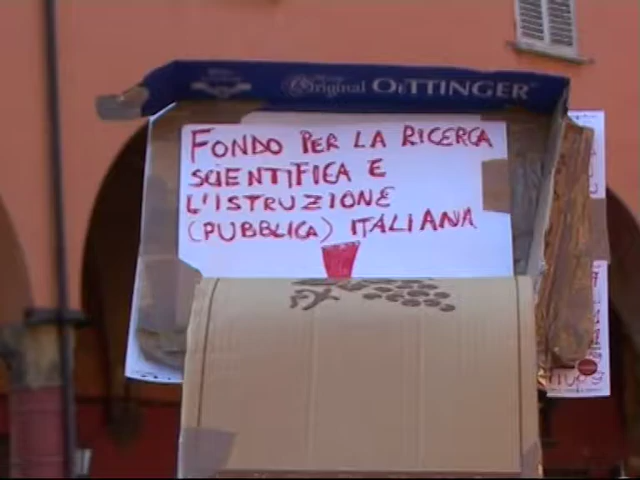 Original OETTINGER
FONDO PER LA RICERCA
SCIENTIFICA E
L'ISTRUZIONE
(PUBBLICA) ITALIANA